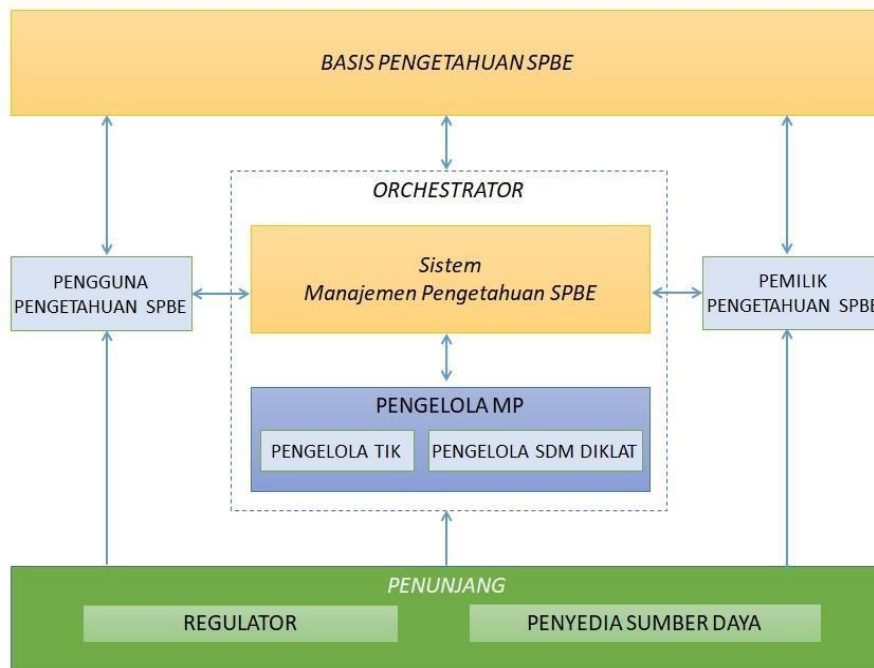 BASIS PENGETAHUAN SPBE
ORCHESTRATOR
Sistem
Manajemen Pengetahuan SPBE
PENGGUNA
PENGETAHUAN SPBE
PEMILIK
PENGETAHUAN SPBE
PENGELOLA MP
PENGELOLA TIK
PENGELOLA SDM DIKLAT
PENUNJANG
REGULATOR
PENYEDIA SUMBER DAYA